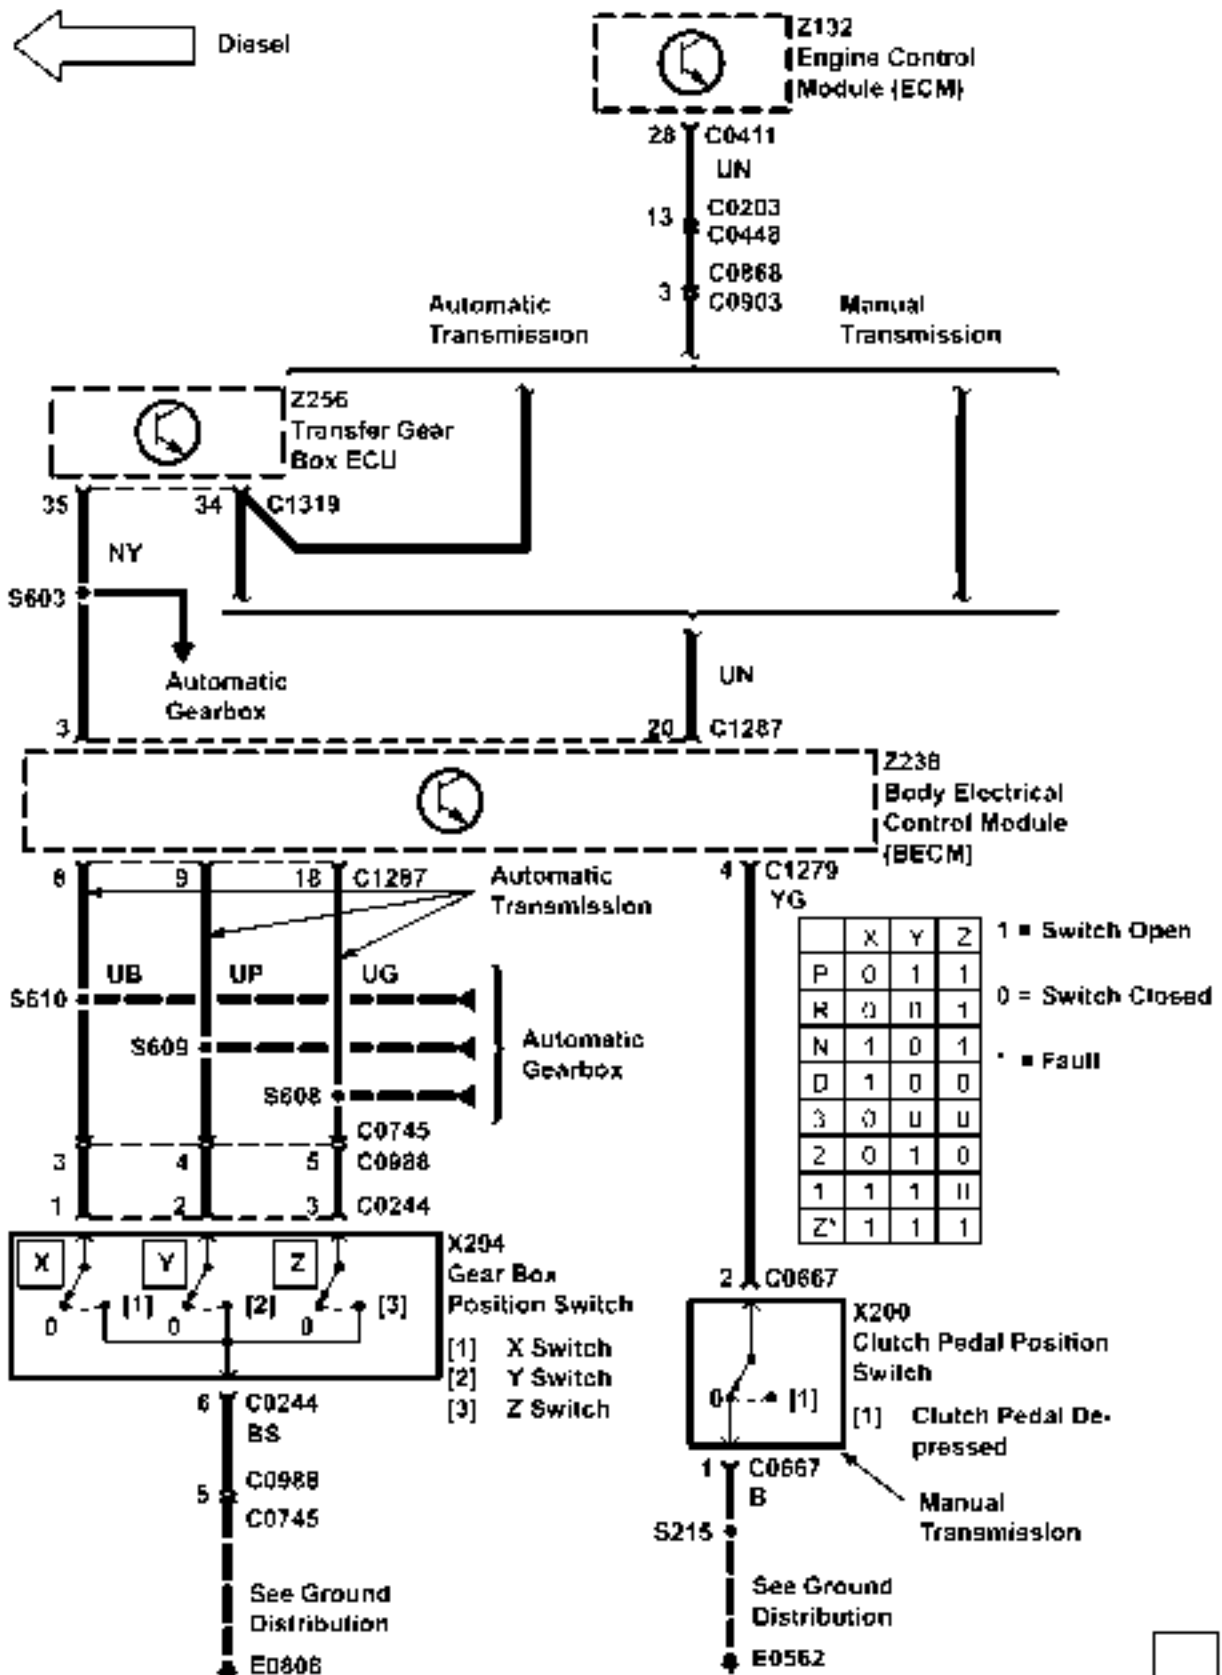 Diesel
Z132
Engine Control
Module (ECM)
28 C0411
UN
13 C0203
C0448
3 C0868
C0903
Automatic
Transmission
Manual
Transmission
Z256
Transfer Gear
Box ECU
35 34 C1319
NY
S603
Automatic
Gearbox
UN
3 20 C1287
Z238
Body Electrical
Control Module
(BECM)
8 9 18 C1287
Automatic
Transmission
4 C1279
YG
UB UP UG
S610
S609
S608
Automatic
Gearbox
X Y Z
P 0 1 1
R 0 0 1
N 1 0 1
D 1 0 0
3 0 0 0
2 0 1 0
1 1 1 0
Z* 1 1 1
1 = Switch Open
0 = Switch Closed
* = Fault
C0745
3 4 5 C0988
1 2 3 C0244
X Y Z
[1] [2] [3]
0 0 0
X294
Gear Box
Position Switch
[1] X Switch
[2] Y Switch
[3] Z Switch
6 C0244
BS
5 C0988
C0745
See Ground
Distribution
E0806
2 C0667
X200
Clutch Pedal Position
Switch
0 [1]
[1] Clutch Pedal De-
pressed
1 C0667
B
Manual
Transmission
S215
See Ground
Distribution
E0562